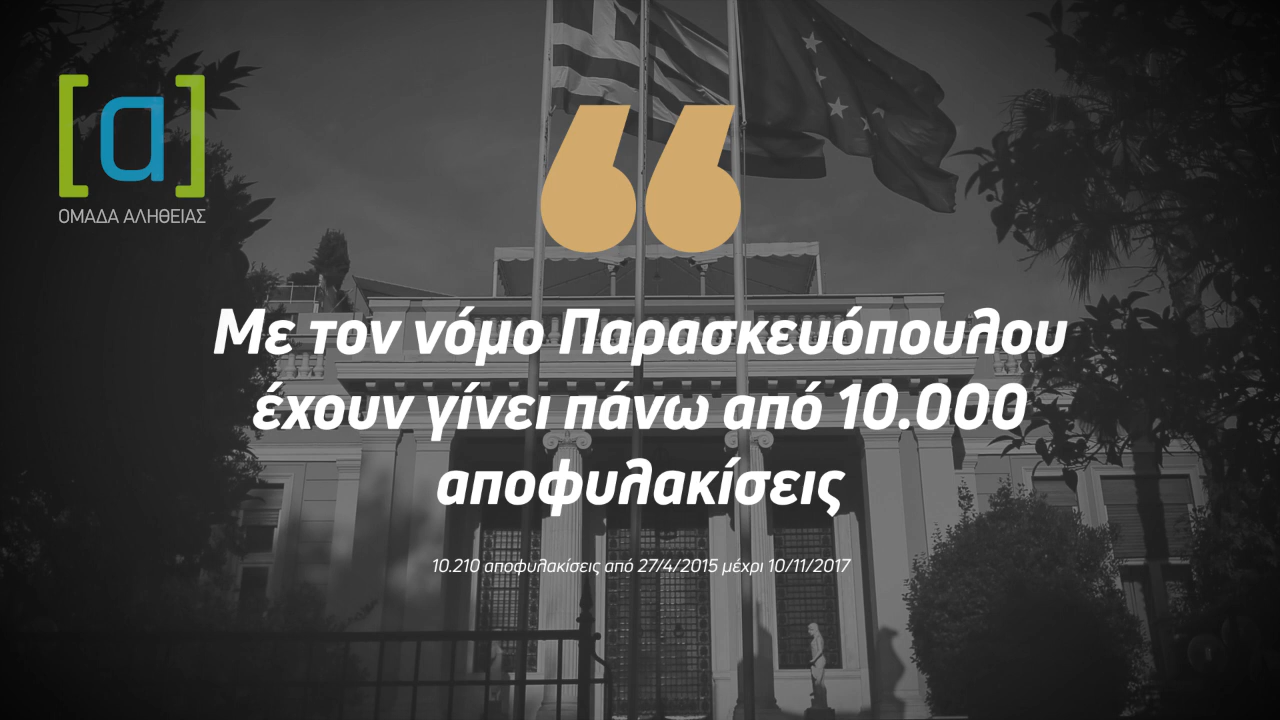 [α]
ΟΜΑΔΑ ΑΛΗΘΕΙΑΣ
Με τον νόμο Παρασκευόπουλου
έχουν γίνει πάνω από 10.000
αποφυλακίσεις
10.210 αποφυλακίσεις από 27/4/2015 μέχρι 10/11/2017